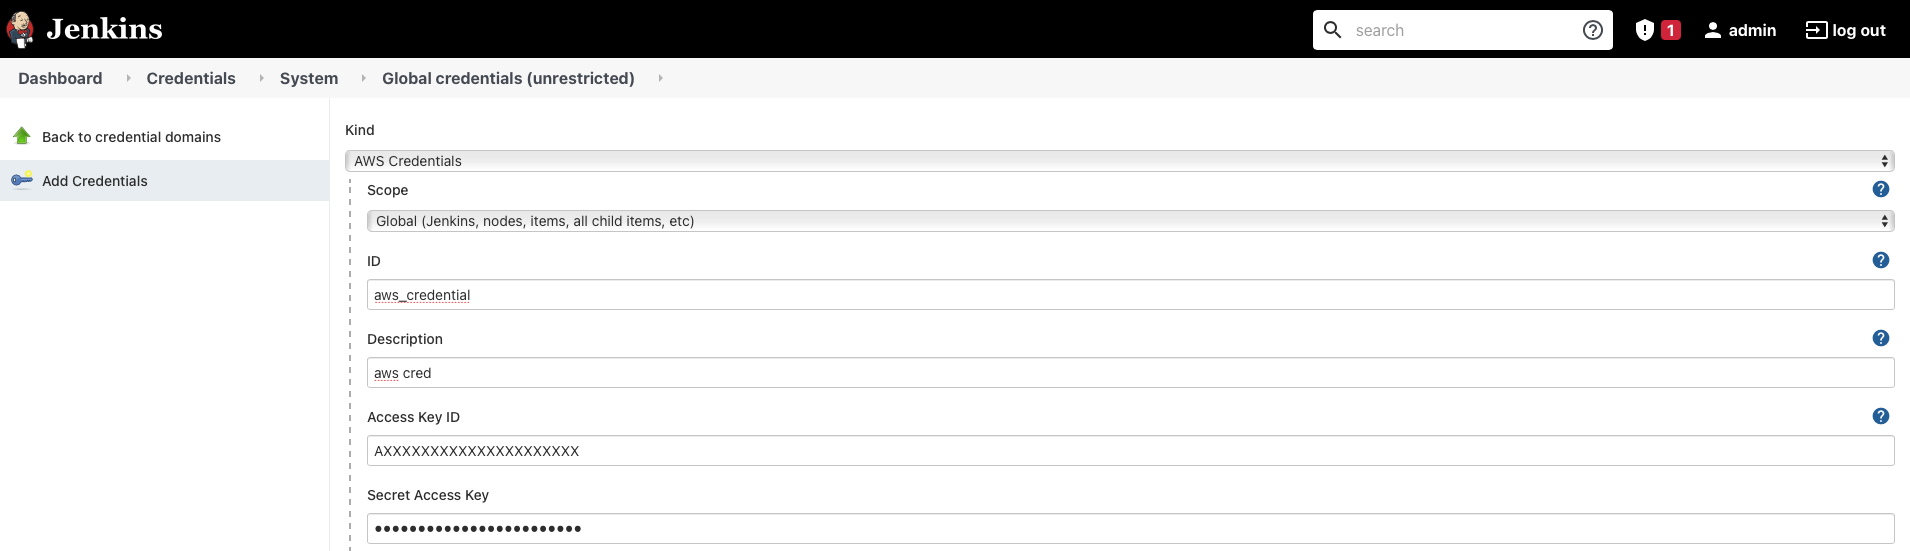 Jenkins
search
1
admin
log out
Dashboard
Credentials
System
Global credentials (unrestricted)
Back to credential domains
Add Credentials
Kind
AWS Credentials
Scope
Global (Jenkins, nodes, items, all child items, etc)
ID
aws_credential
Description
aws cred
Access Key ID
AXXXXXXXXXXXXXXXXXXXXX
Secret Access Key
••••••••••••••••••••••••